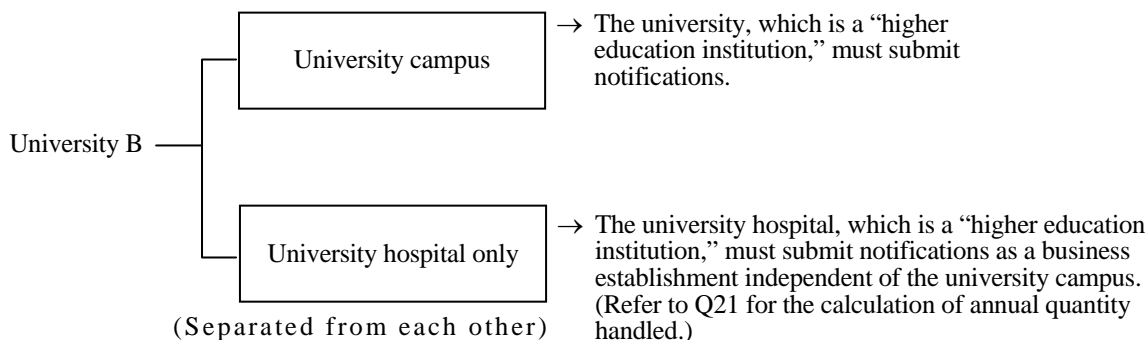 University campus
→ The university, which is a “higher
education institution,” must submit
notifications.
University B
University hospital only
→ The university hospital, which is a “higher education
institution,” must submit notifications as a business
establishment independent of the university campus.
(Refer to Q21 for the calculation of annual quantity
handled.)
(Separated from each other)